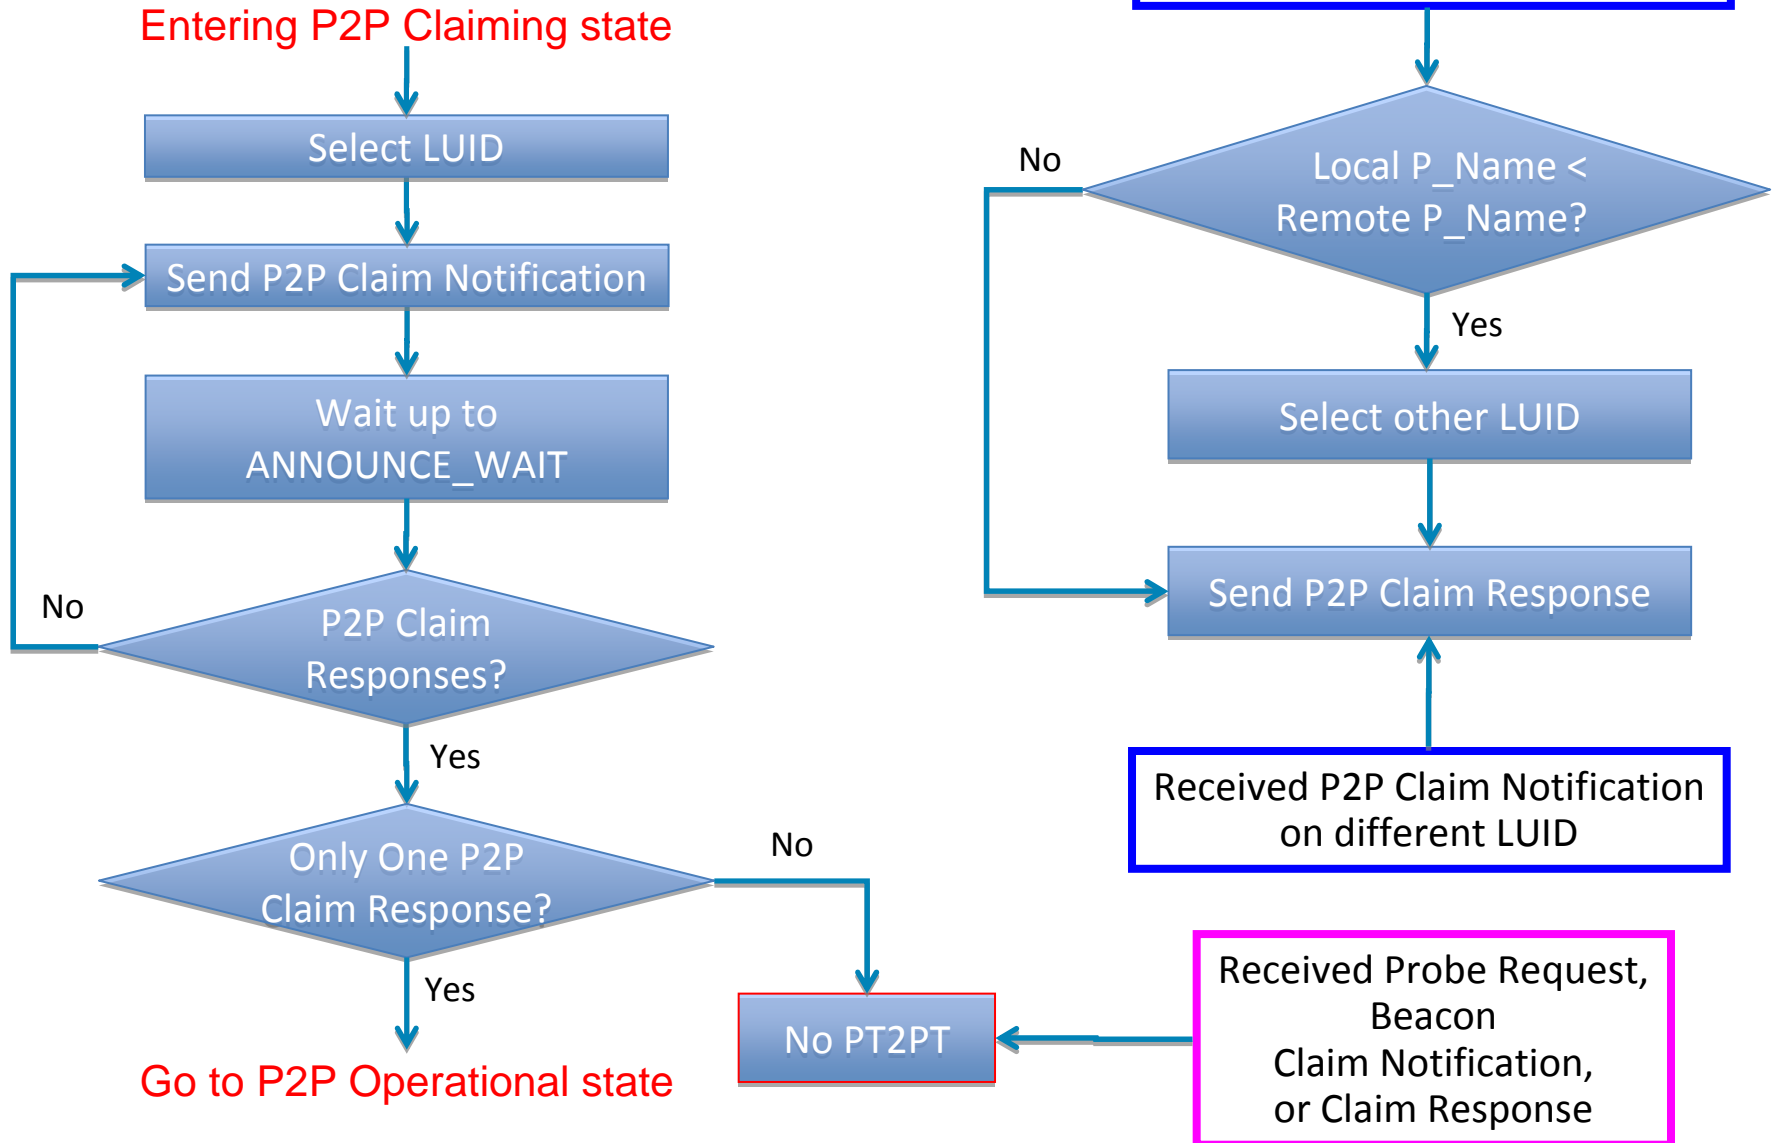 Entering P2P Claiming state
Select LUID
Send P2P Claim Notification
Wait up to
ANNOUNCE_WAIT
No
P2P Claim
Responses?
Yes
Only One P2P
Claim Response?
No
Yes
Go to P2P Operational state
No PT2PT
No
Local P_Name <
Remote P_Name?
Yes
Select other LUID
Send P2P Claim Response
Received P2P Claim Notification
on different LUID
Received Probe Request,
Beacon
Claim Notification,
or Claim Response